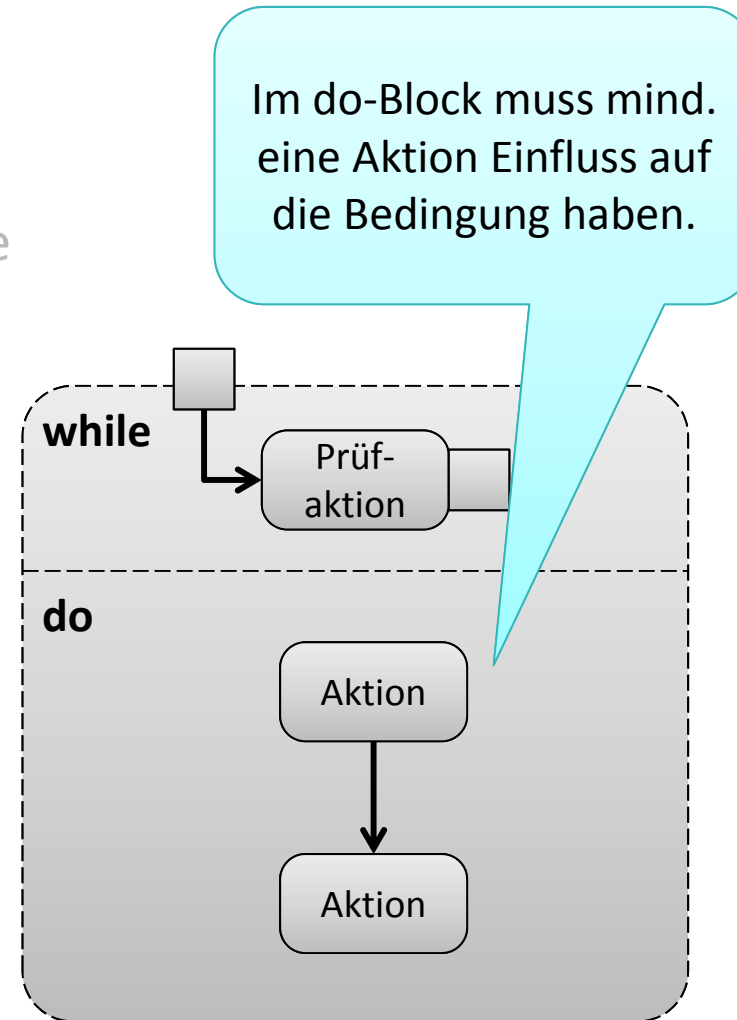 Im do-Block muss mind.
eine Aktion Einfluss auf
die Bedingung haben.
while
Prüf-
aktion
do
Aktion
Aktion